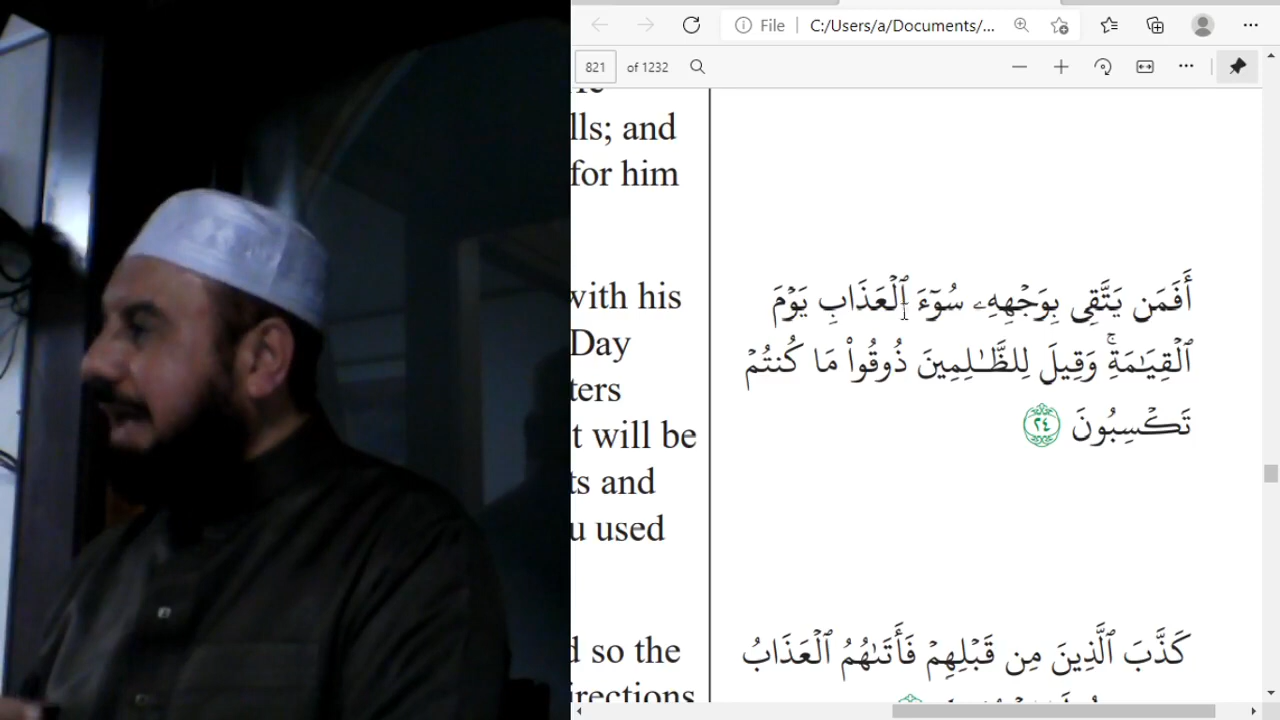 File C:/Users/a/Documents/...
821 of 1232
lls; and
for him
with his
Day
ters
t will be
ts and
u used
d so the
irections
أَفَمَن يَتَّقِى بِوَجْهِهِۦ سُوٓءَ ٱلْعَذَابِ يَوْمَ
ٱلْقِيَـٰمَةِ ۚ وَقِيلَ لِلظَّـٰلِمِينَ ذُوقُوا۟ مَا كُنتُمْ
تَكْسِبُونَ ٢٤
كَذَّبَ ٱلَّذِينَ مِن قَبْلِهِمْ فَأَتَىٰهُمُ ٱلْعَذَابُ